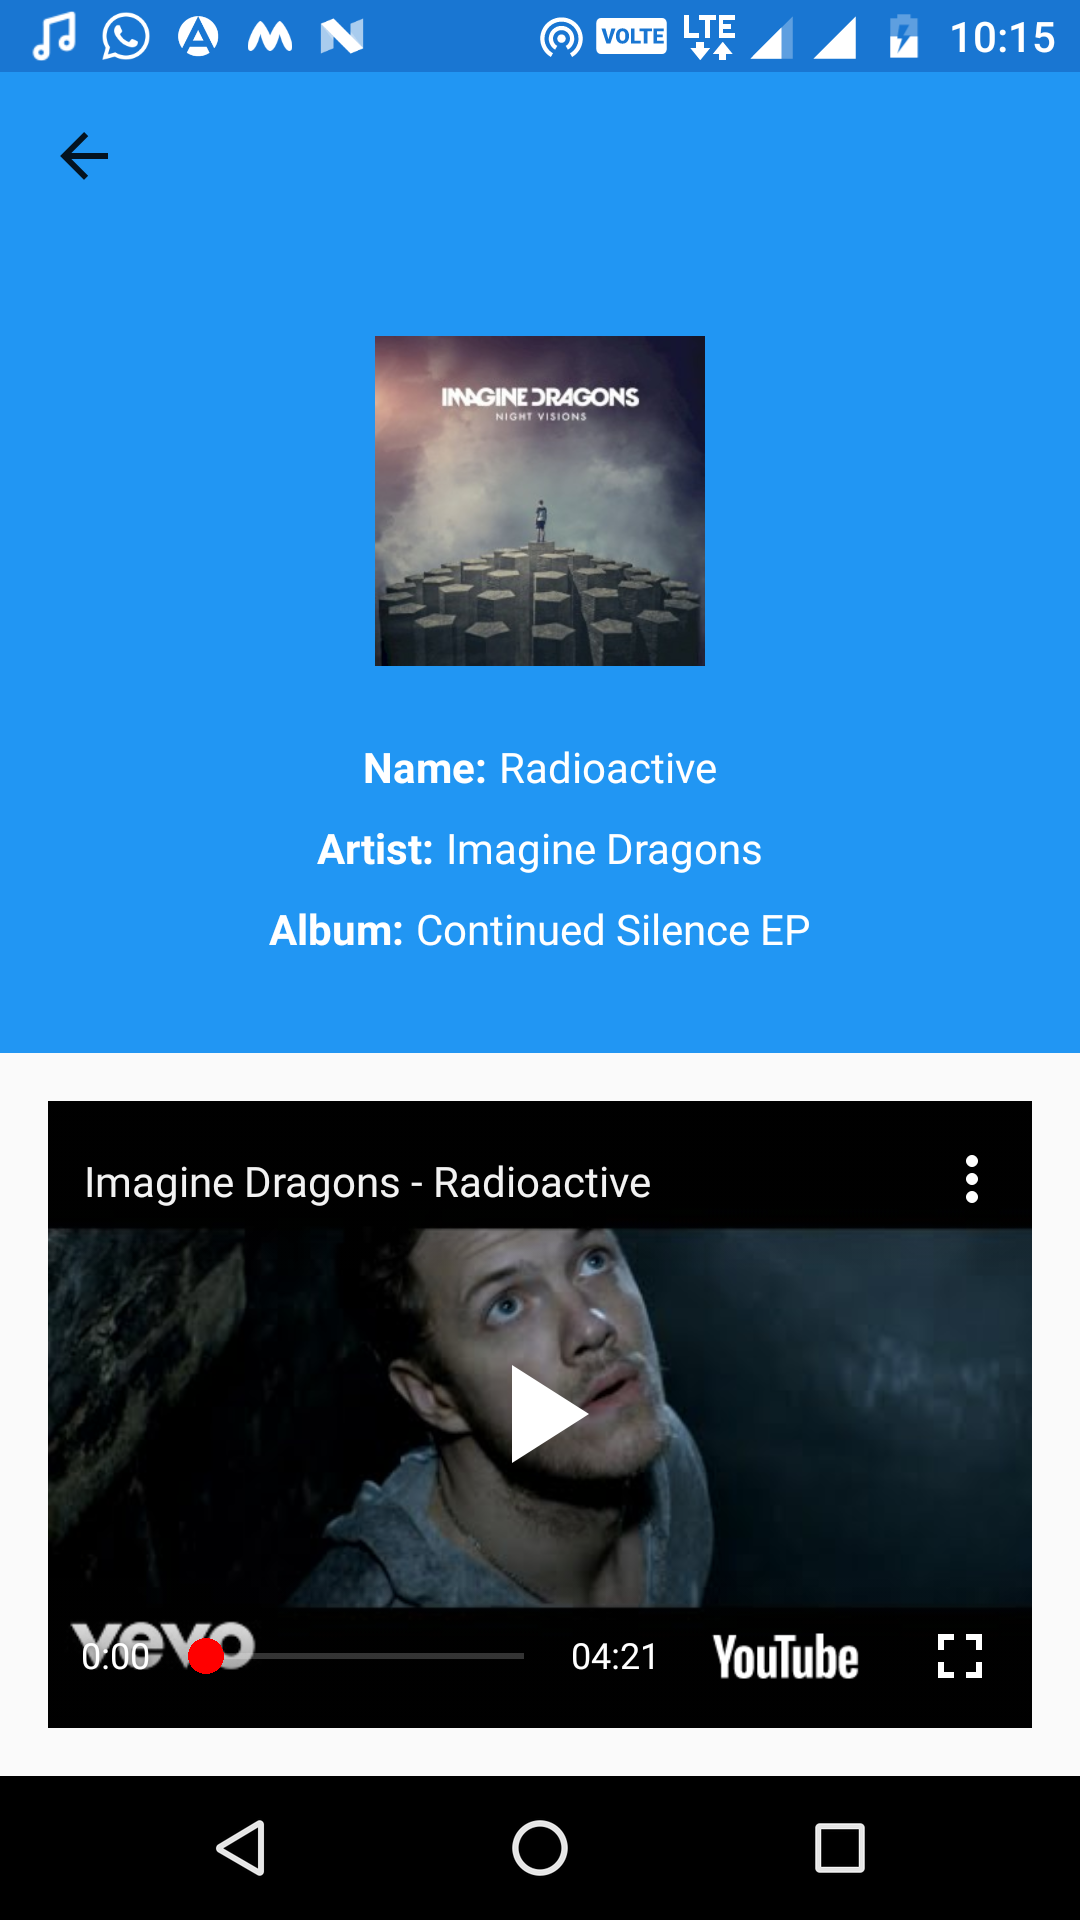 VOLTE LTE 10:15
IMAGINE DRAGONS
NIGHT VISIONS
Name: Radioactive
Artist: Imagine Dragons
Album: Continued Silence EP
Imagine Dragons - Radioactive
vevo
0:00 04:21 YouTube